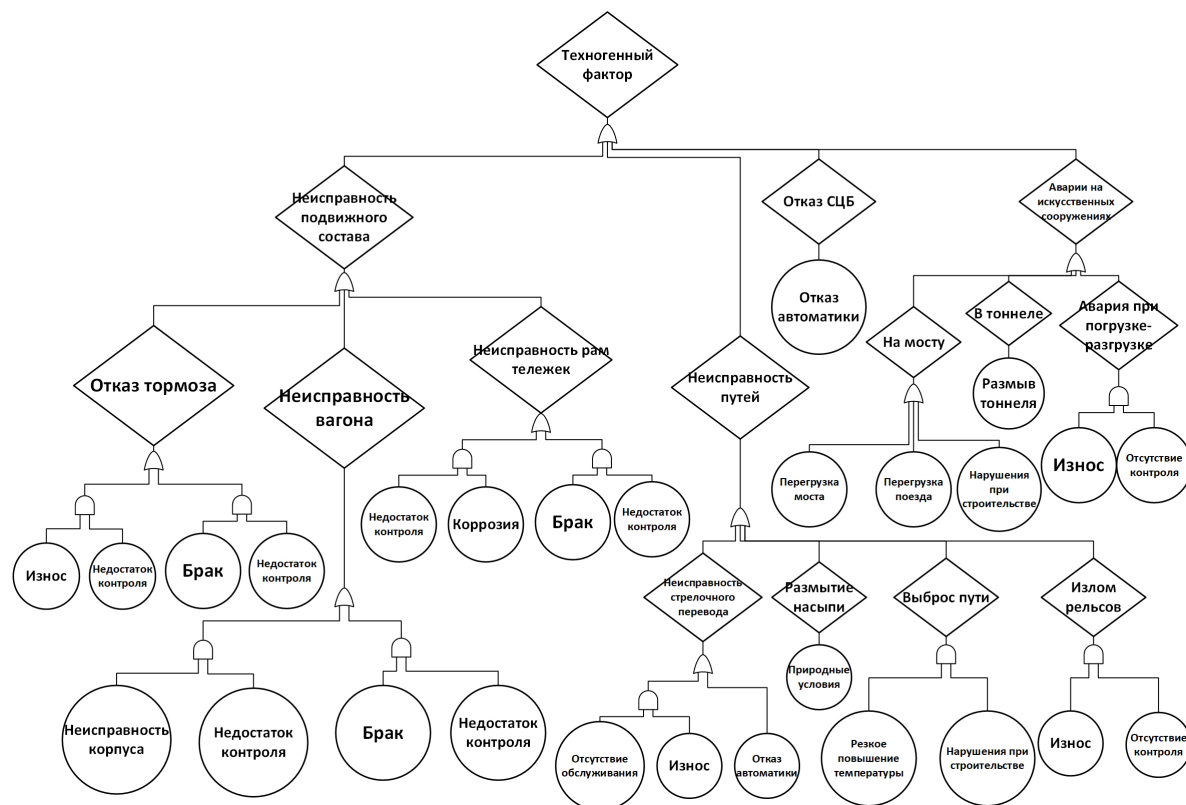 Техногенный
фактор
Неисправность
подвижного
состава
Отказ СЦБ
Аварии на
искусственных
сооружениях
Отказ
автоматики
На мосту
В тоннеле
Авария при
погрузке-
разгрузке
Отказ тормоза
Неисправность
вагона
Неисправность рам
тележек
Неисправность
путей
Размыв
тоннеля
Перегрузка
моста
Перегрузка
поезда
Нарушения
при
строительстве
Износ
Отсутствие
контроля
Недостаток
контроля
Коррозия
Брак
Недостаток
контроля
Износ
Недостаток
контроля
Брак
Недостаток
контроля
Неисправность
стрелочного
перевода
Размытие
насыпи
Выброс пути
Излом
рельсов
Природные
условия
Неисправность
корпуса
Недостаток
контроля
Брак
Недостаток
контроля
Отсутствие
обслуживания
Износ
Отказ
автоматики
Резкое
повышение
температуры
Нарушения при
строительстве
Износ
Отсутствие
контроля